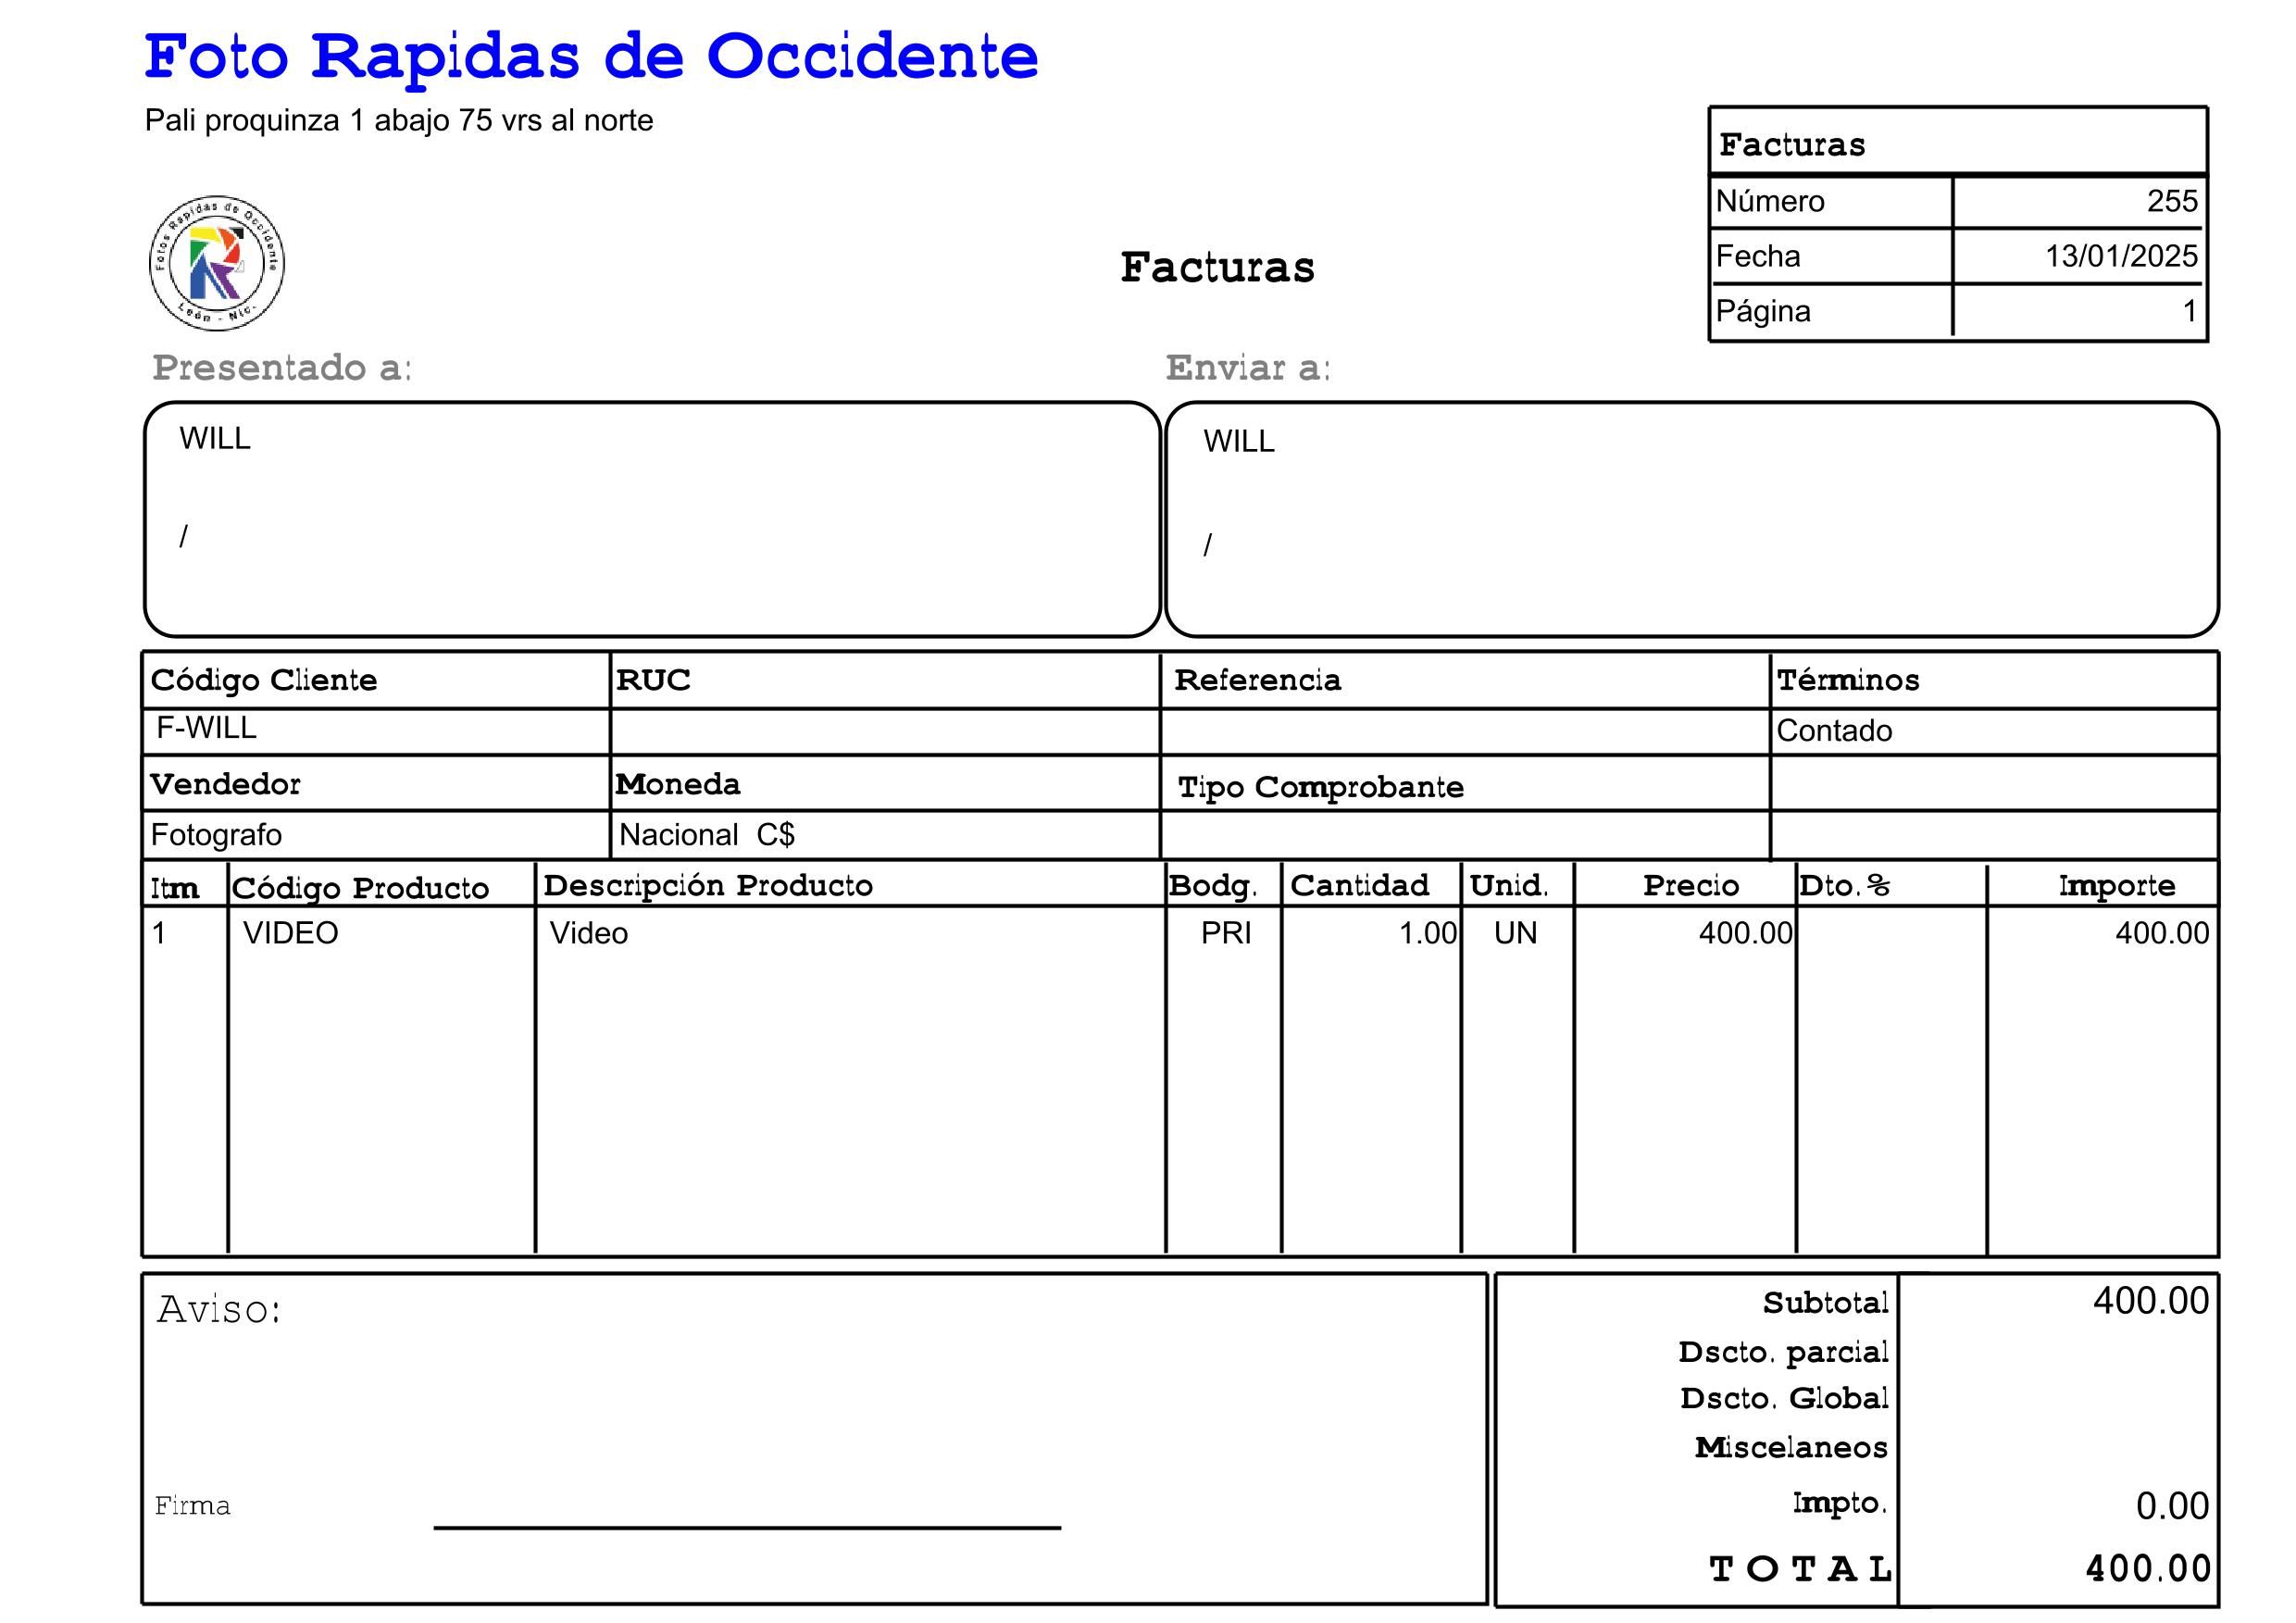 Foto Rapidas de Occidente
Pali proquinza 1 abajo 75 vrs al norte
Facturas
Número 255
Fecha 13/01/2025
Página 1
Fotos Rapidas de Occidente
León - Nic.
Facturas
Presentado a: Enviar a:
WILL WILL
/ /
Código Cliente RUC Referencia Términos
F-WILL Contado
Vendedor Moneda Tipo Comprobante
Fotografo Nacional C$
Itm Código Producto Descripción Producto Bodg. Cantidad Unid. Precio Dto.% Importe
1 VIDEO Video PRI 1.00 UN 400.00 400.00
Aviso:
Firma
Subtotal 400.00
Dscto. parcial
Dscto. Global
Miscelaneos
Impto. 0.00
TOTAL 400.00